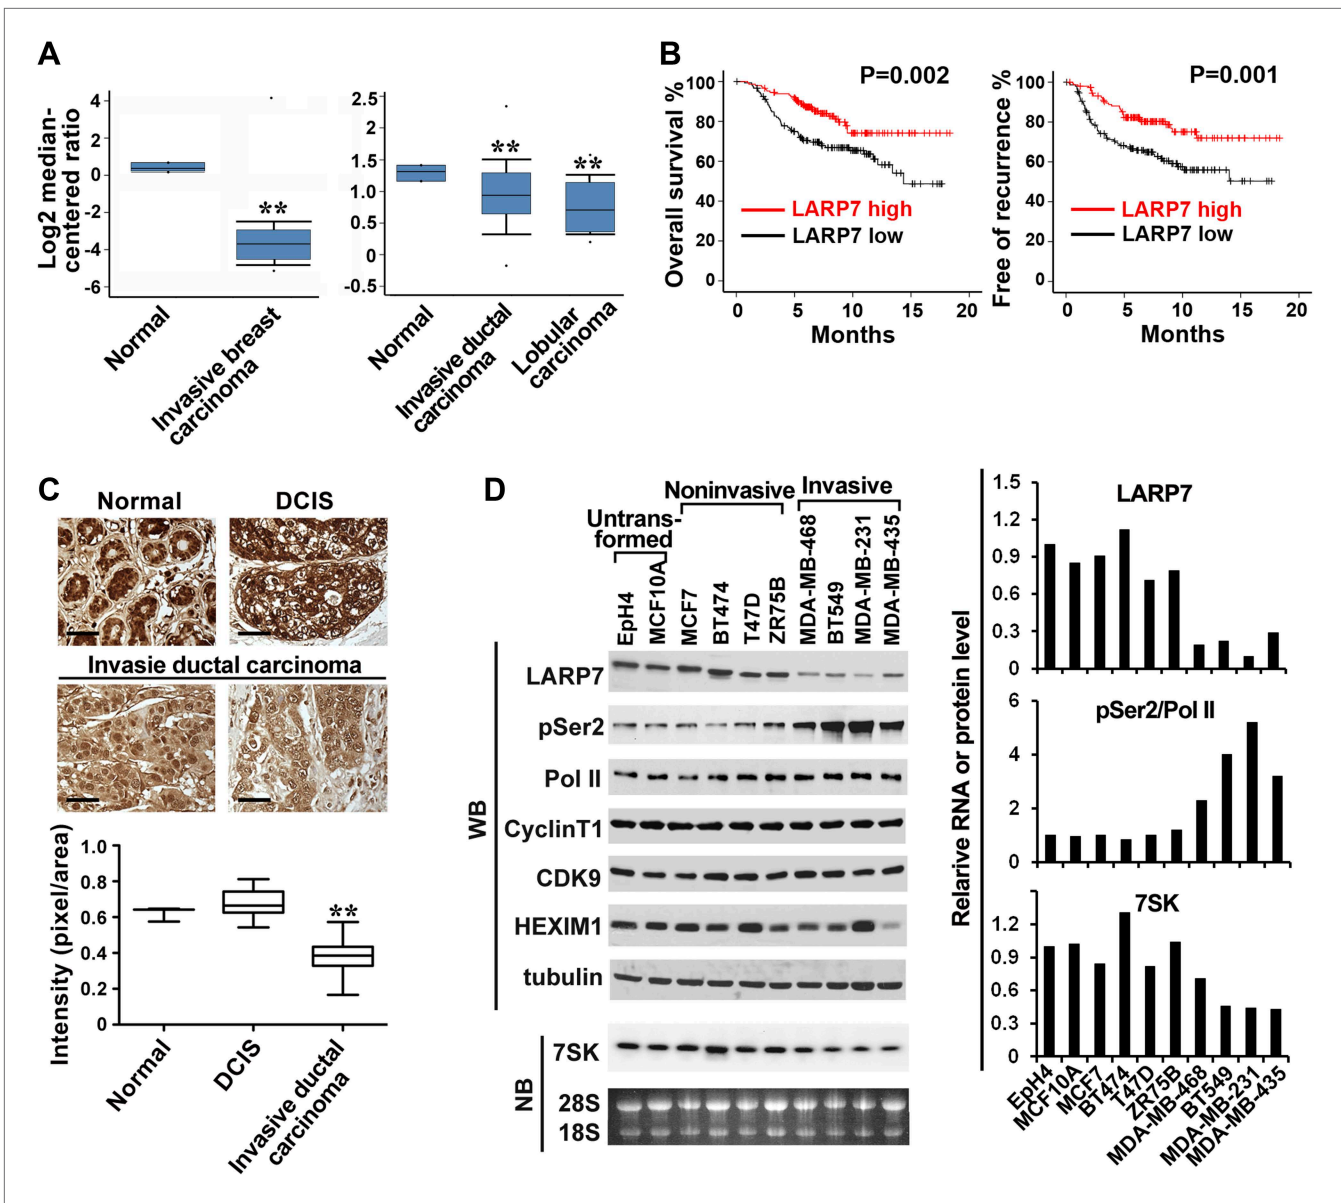 A
Log2 median-
centered ratio
4
2
0
-2
-4
-6
**
Normal
Invasive breast
carcinoma
2.5
2
1.5
1.0
0.5
0
-0.5
**
**
Normal
Invasive ductal
carcinoma
Lobular
carcinoma
B
Overall survival %
100
80
60
40
20
0
P=0.002
LARP7 high
LARP7 low
0 5 10 15 20
Months
Free of recurrence %
100
80
60
40
20
0
P=0.001
LARP7 high
LARP7 low
0 5 10 15 20
Months
C
Normal
DCIS
Invasie ductal carcinoma
Intensity (pixel/area)
1.0
0.8
0.6
0.4
0.2
0
**
Normal
DCIS
Invasive ductal
carcinoma
D
Noninvasive
Invasive
Untrans-
formed
EpH4
MCF10A
MCF7
BT474
T47D
ZR75B
MDA-MB-468
BT549
MDA-MB-231
MDA-MB-435
WB
LARP7
pSer2
Pol II
CyclinT1
CDK9
HEXIM1
tubulin
NB
7SK
28S
18S
Relarive RNA or protein level
LARP7
1.5
1.2
0.9
0.6
0.3
0
pSer2/Pol II
6
4
2
0
7SK
1.2
0.9
0.6
0.3
0
EpH4
MCF10A
MCF7
BT474
T47D
ZR75B
MDA-MB-468
BT549
MDA-MB-231
MDA-MB-435